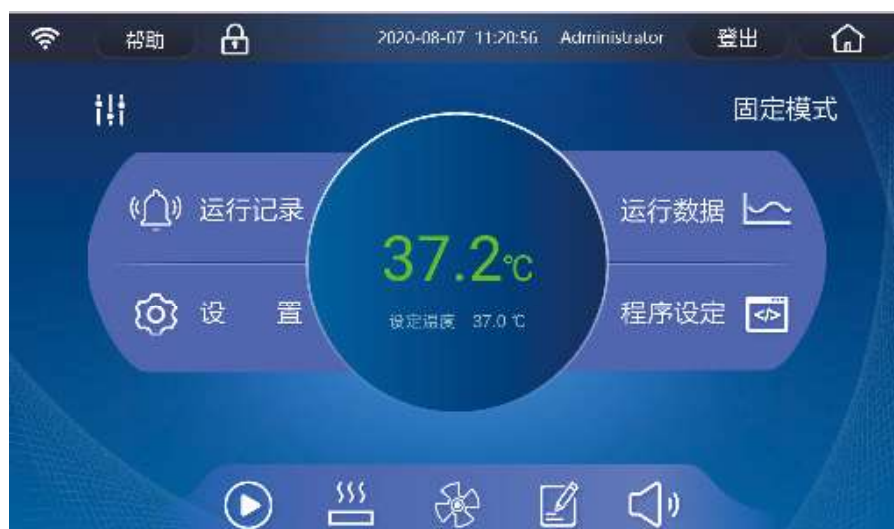 帮助 2020-08-07 11:20:56 Administrator 登出
固定模式
运行记录
运行数据
37.2℃
设置
设定温度 37.0 ℃
程序设定